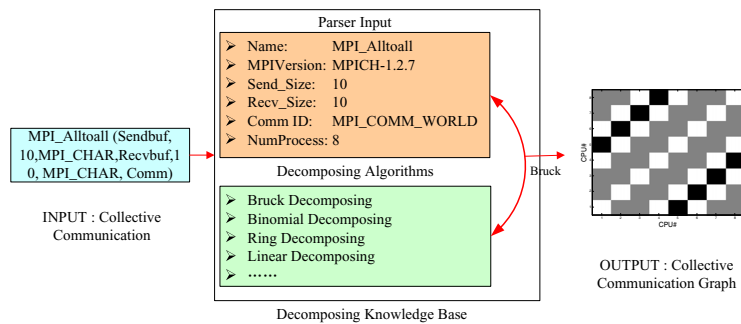 Parser Input
➢ Name: MPI_Alltoall
➢ MPIVersion: MPICH-1.2.7
➢ Send_Size: 10
➢ Recv_Size: 10
➢ Comm ID: MPI_COMM_WORLD
➢ NumProcess: 8
MPI_Alltoall (Sendbuf,
10,MPI_CHAR,Recvbuf,1
0, MPI_CHAR, Comm)
INPUT : Collective
Communication
Decomposing Algorithms
➢ Bruck Decomposing
➢ Binomial Decomposing
➢ Ring Decomposing
➢ Linear Decomposing
➢ ……
Decomposing Knowledge Base
Bruck
CPU#
CPU#
OUTPUT : Collective
Communication Graph